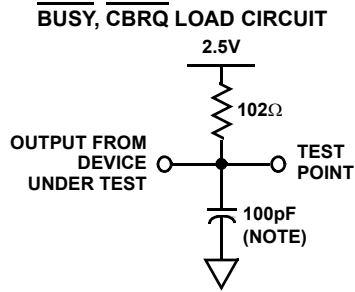 BUSY, CBRQ LOAD CIRCUIT
2.5V
102Ω
OUTPUT FROM
DEVICE
UNDER TEST
TEST
POINT
100pF
(NOTE)